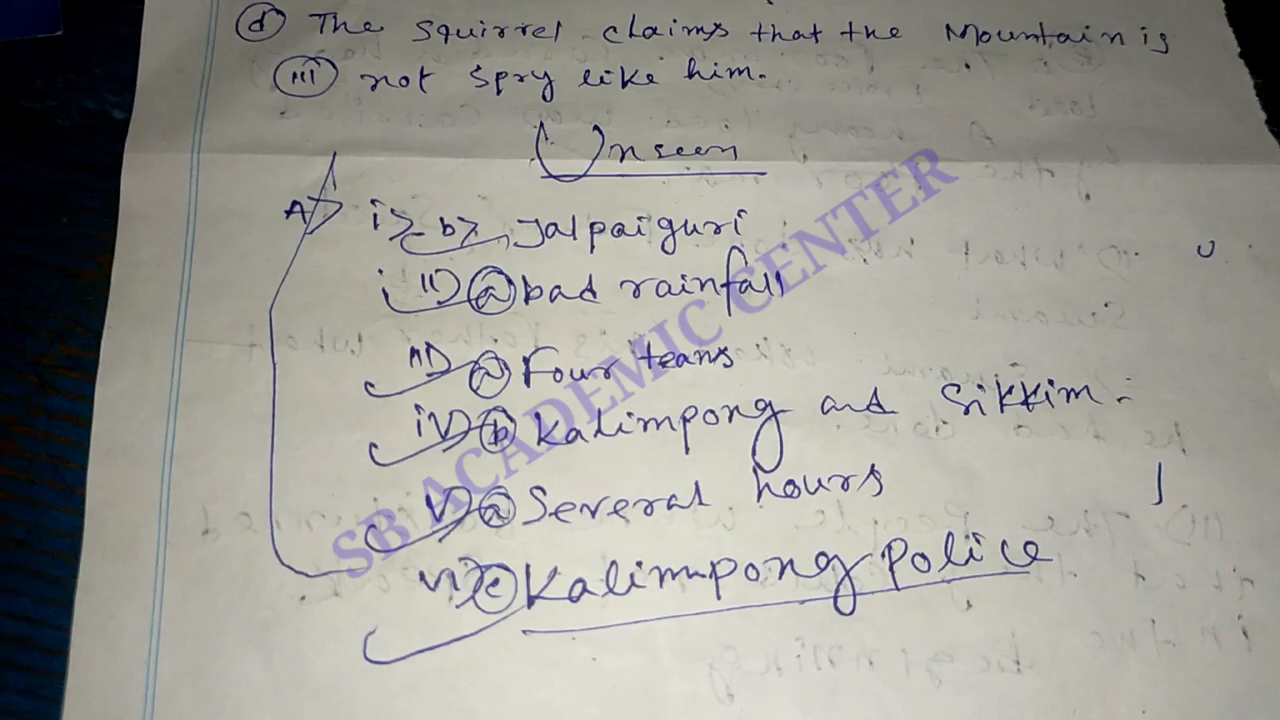 (d) The squirrel claims that the Mountain is
(III) not spry like him.
Unseen
A) i) b) Jalpaiguri
ii) (a) bad rainfall
III) (a) Four teams
iv) (b) Kalimpong and Sikkim.
v) (a) Several hours
vi) (c) Kalimpong police
SB ACADEMIC CENTER